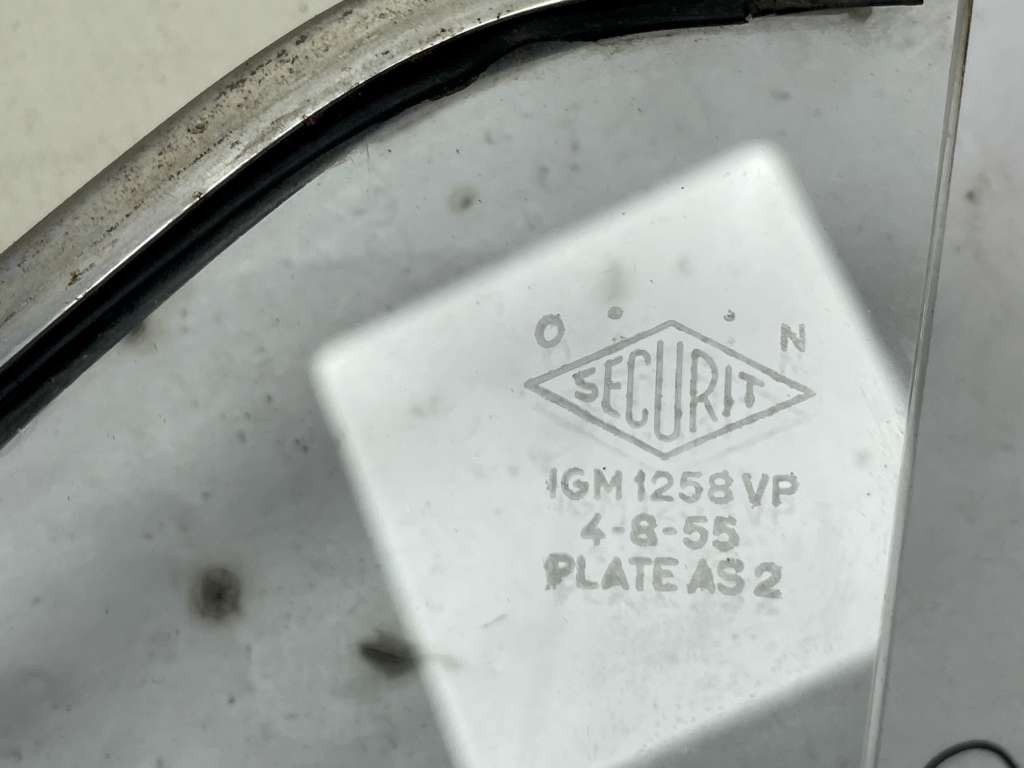 O . . N
SECURIT
IGM 1258 VP
4-8-55
PLATE AS 2